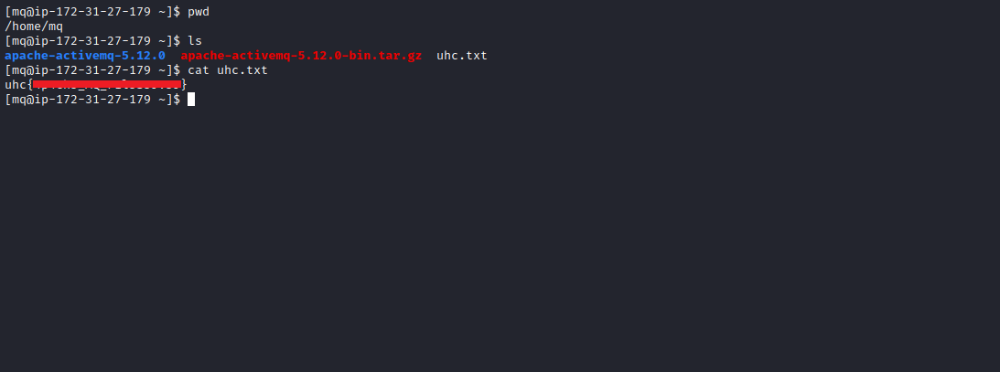 [mq@ip-172-31-27-179 ~]$ pwd
/home/mq
[mq@ip-172-31-27-179 ~]$ ls
apache-activemq-5.12.0  apache-activemq-5.12.0-bin.tar.gz  uhc.txt
[mq@ip-172-31-27-179 ~]$ cat uhc.txt
uhc{}
[mq@ip-172-31-27-179 ~]$